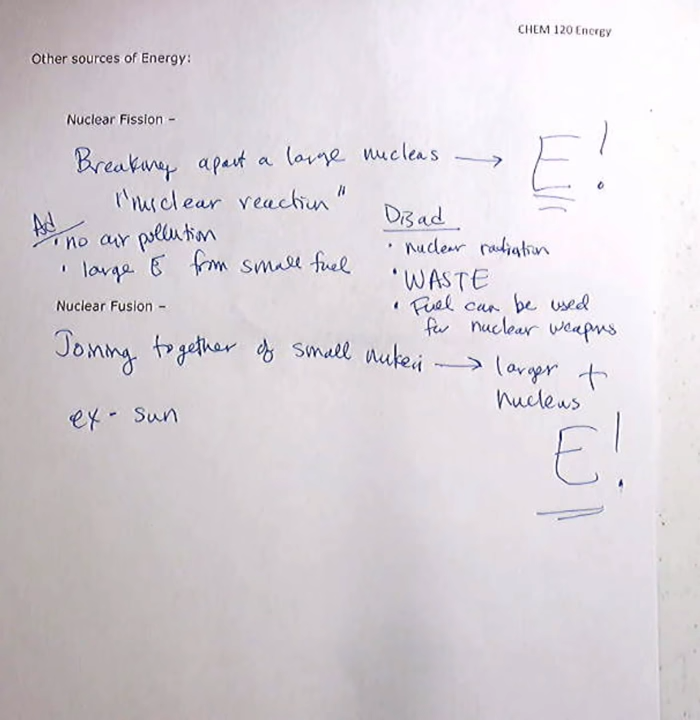 CHEM 120 Energy
Other sources of Energy:
Nuclear Fission –
Breaking apart a large nucleus → E!
"nuclear reaction"
Ad
• no air pollution
• large E from small fuel
Disad
• nuclear radiation
• WASTE
• Fuel can be used
for nuclear weapons
Nuclear Fusion –
Joining together of small nuclei → larger +
nucleus
E!
ex - sun